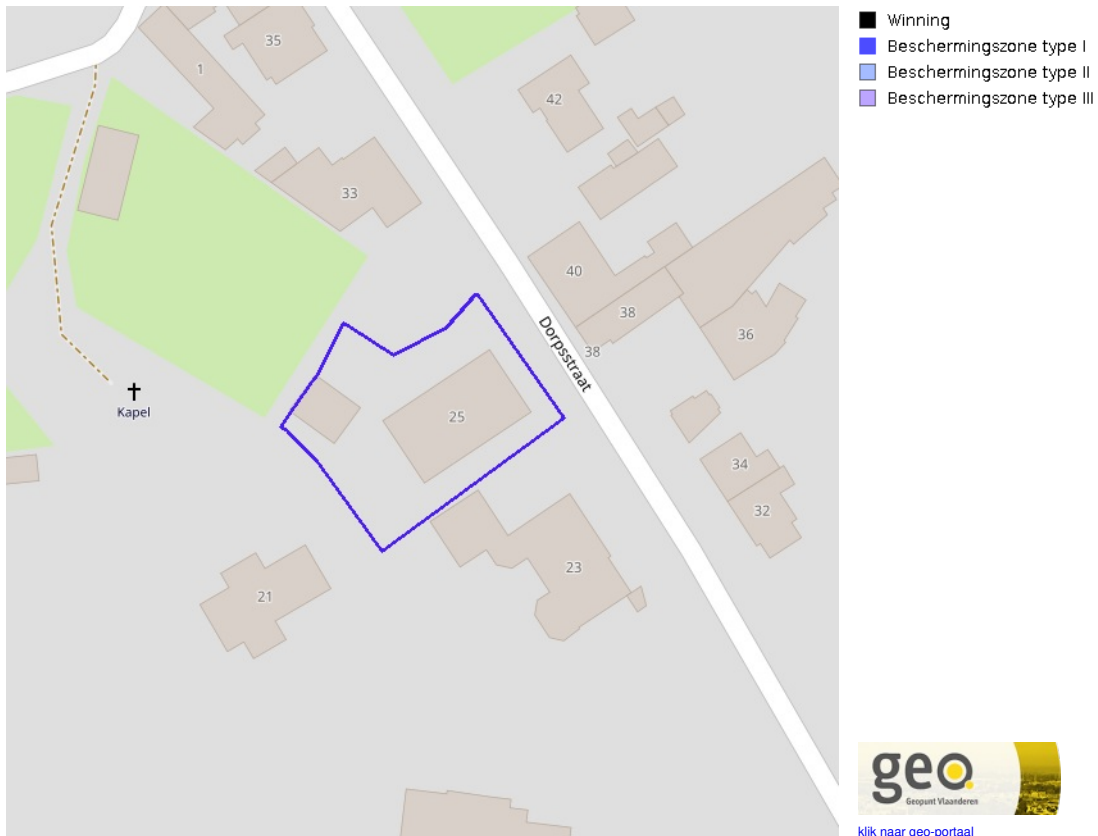 Winning
Beschermingszone type I
Beschermingszone type II
Beschermingszone type III
35
1
42
33
40
38
36
38
Dorpsstraat
Kapel
25
34
32
23
21
geo
Geopunt Vlaanderen
klik naar geo-portaal